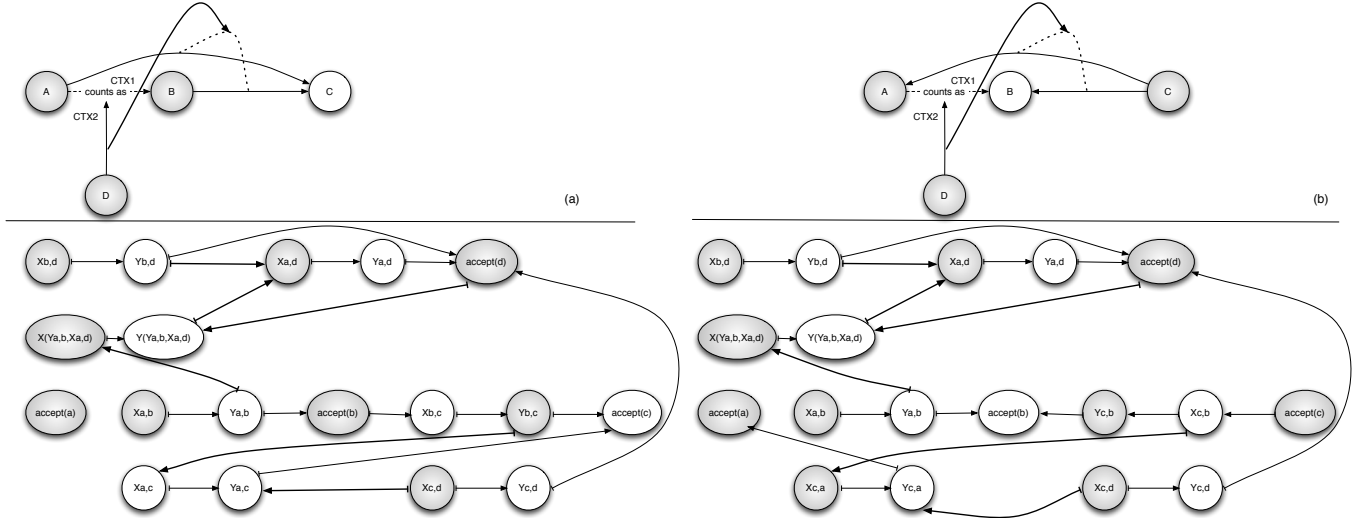 CTX1
A counts as B C
CTX2
D
(a)
Xb,d Yb,d Xa,d Ya,d accept(d)
X(Ya,b,Xa,d) Y(Ya,b,Xa,d)
accept(a) Xa,b Ya,b accept(b) Xb,c Yb,c accept(c)
Xa,c Ya,c Xc,d Yc,d
CTX1
A counts as B C
CTX2
D
(b)
Xb,d Yb,d Xa,d Ya,d accept(d)
X(Ya,b,Xa,d) Y(Ya,b,Xa,d)
accept(a) Xa,b Ya,b accept(b) Yc,b Xc,b accept(c)
Xc,a Yc,a Xc,d Yc,d